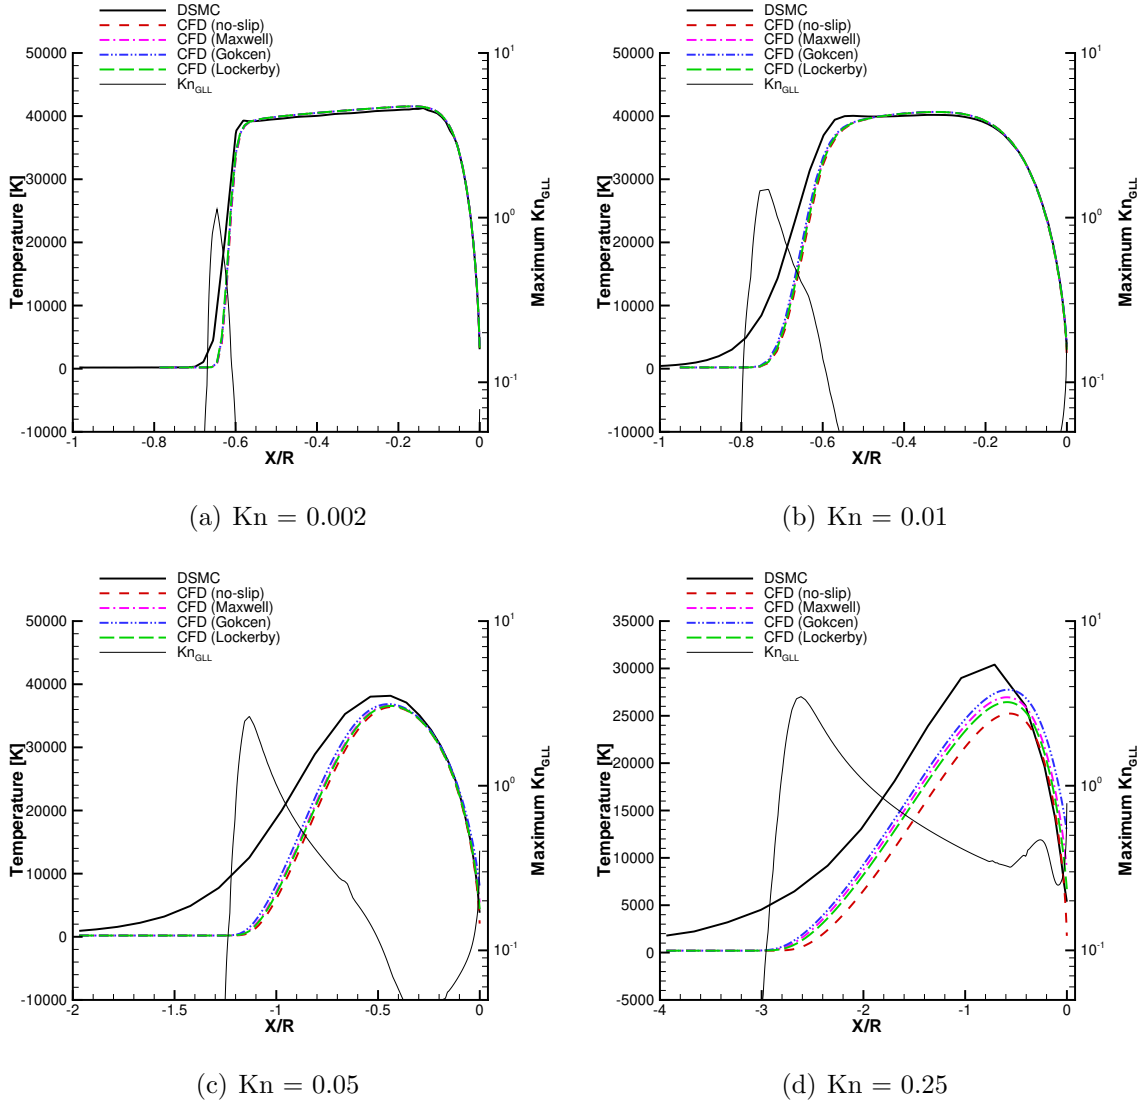 DSMC
CFD (no-slip)
CFD (Maxwell)
CFD (Gokcen)
CFD (Lockerby)
Kn_GLL
Temperature [K]
50000
40000
30000
20000
10000
0
-10000
-1 -0.8 -0.6 -0.4 -0.2 0
X/R
10^1
10^0
10^-1
Maximum Kn_GLL
(a) Kn = 0.002
DSMC
CFD (no-slip)
CFD (Maxwell)
CFD (Gokcen)
CFD (Lockerby)
Kn_GLL
Temperature [K]
50000
40000
30000
20000
10000
0
-10000
-1 -0.8 -0.6 -0.4 -0.2 0
X/R
10^1
10^0
10^-1
Maximum Kn_GLL
(b) Kn = 0.01
DSMC
CFD (no-slip)
CFD (Maxwell)
CFD (Gokcen)
CFD (Lockerby)
Kn_GLL
Temperature [K]
50000
40000
30000
20000
10000
0
-10000
-2 -1.5 -1 -0.5 0
X/R
10^1
10^0
10^-1
Maximum Kn_GLL
(c) Kn = 0.05
DSMC
CFD (no-slip)
CFD (Maxwell)
CFD (Gokcen)
CFD (Lockerby)
Kn_GLL
Temperature [K]
35000
30000
25000
20000
15000
10000
5000
0
-5000
-4 -3 -2 -1 0
X/R
10^1
10^0
10^-1
Maximum Kn_GLL
(d) Kn = 0.25